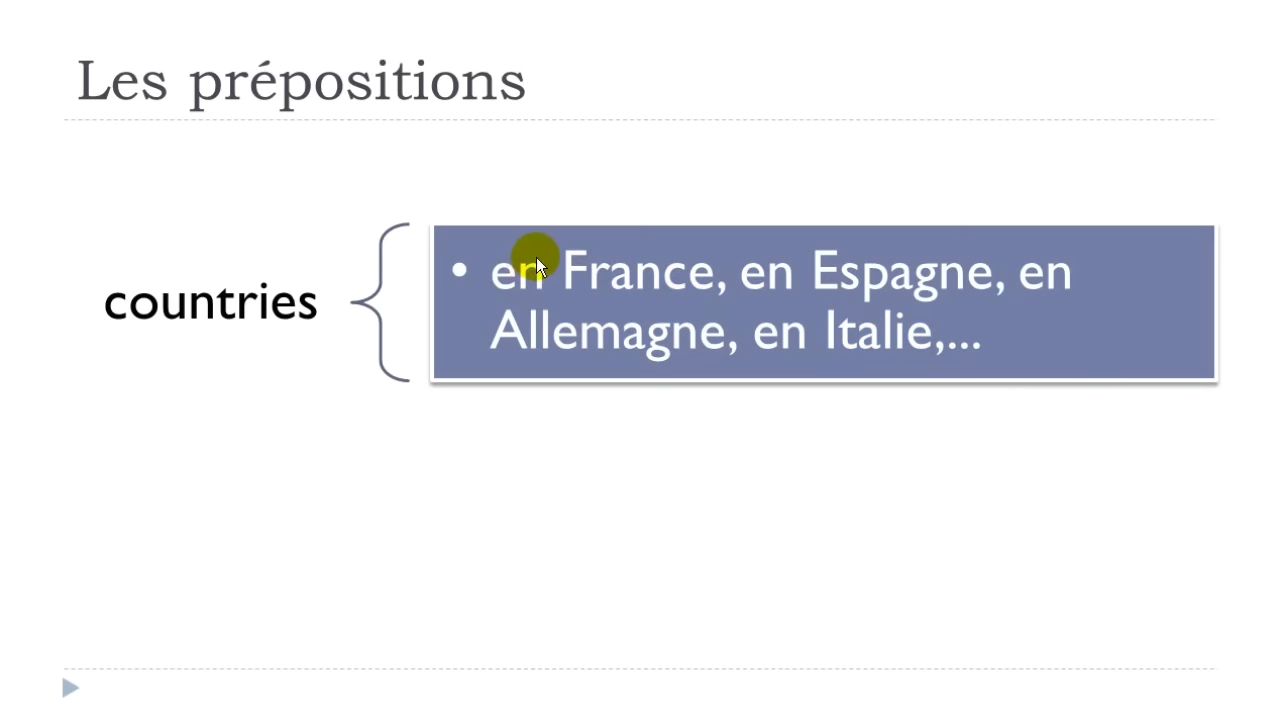 Les prépositions
countries
• en France, en Espagne, en
Allemagne, en Italie,...